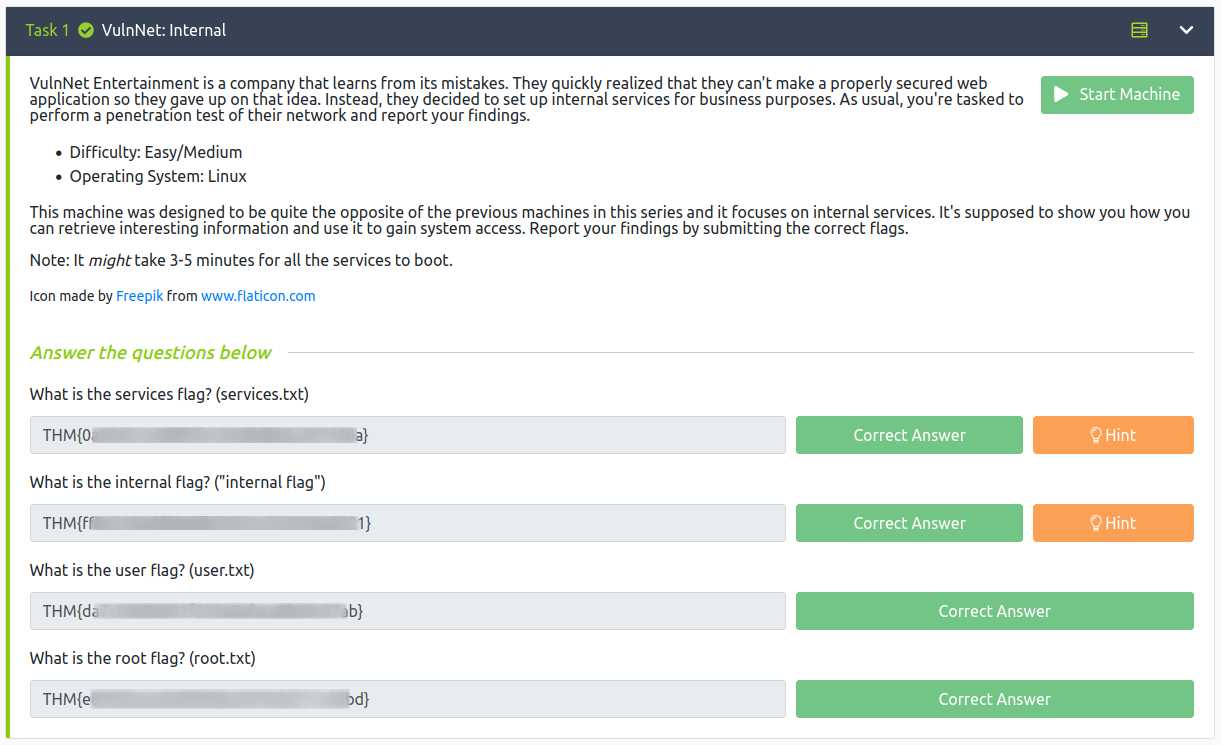 Task 1 VulnNet: Internal
VulnNet Entertainment is a company that learns from its mistakes. They quickly realized that they can't make a properly secured web
application so they gave up on that idea. Instead, they decided to set up internal services for business purposes. As usual, you're tasked to
perform a penetration test of their network and report your findings.
Start Machine
• Difficulty: Easy/Medium
• Operating System: Linux
This machine was designed to be quite the opposite of the previous machines in this series and it focuses on internal services. It's supposed to show you how you
can retrieve interesting information and use it to gain system access. Report your findings by submitting the correct flags.
Note: It might take 3-5 minutes for all the services to boot.
Icon made by Freepik from www.flaticon.com
Answer the questions below
What is the services flag? (services.txt)
THM{0a a} Correct Answer Hint
What is the internal flag? ("internal flag")
THM{ff 1} Correct Answer Hint
What is the user flag? (user.txt)
THM{da ab} Correct Answer
What is the root flag? (root.txt)
THM{e bd} Correct Answer